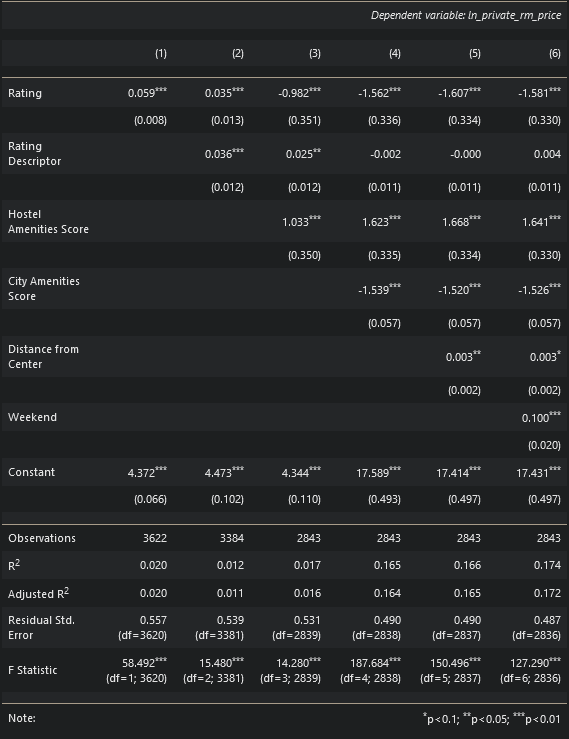 Dependent variable: ln_private_rm_price
(1) (2) (3) (4) (5) (6)
Rating 0.059*** 0.035*** -0.982*** -1.562*** -1.607*** -1.581***
(0.008) (0.013) (0.351) (0.336) (0.334) (0.330)
Rating
Descriptor 0.036*** 0.025** -0.002 -0.000 0.004
(0.012) (0.012) (0.011) (0.011) (0.011)
Hostel
Amenities Score 1.033*** 1.623*** 1.668*** 1.641***
(0.350) (0.335) (0.334) (0.330)
City Amenities
Score -1.539*** -1.520*** -1.526***
(0.057) (0.057) (0.057)
Distance from
Center 0.003** 0.003*
(0.002) (0.002)
Weekend 0.100***
(0.020)
Constant 4.372*** 4.473*** 4.344*** 17.589*** 17.414*** 17.431***
(0.066) (0.102) (0.110) (0.493) (0.497) (0.497)
Observations 3622 3384 2843 2843 2843 2843
R2 0.020 0.012 0.017 0.165 0.166 0.174
Adjusted R2 0.020 0.011 0.016 0.164 0.165 0.172
Residual Std. 0.557 0.539 0.531 0.490 0.490 0.487
Error (df=3620) (df=3381) (df=2839) (df=2838) (df=2837) (df=2836)
F Statistic 58.492*** 15.480*** 14.280*** 187.684*** 150.496*** 127.290***
(df=1; 3620) (df=2; 3381) (df=3; 2839) (df=4; 2838) (df=5; 2837) (df=6; 2836)
Note: *p<0.1; **p<0.05; ***p<0.01